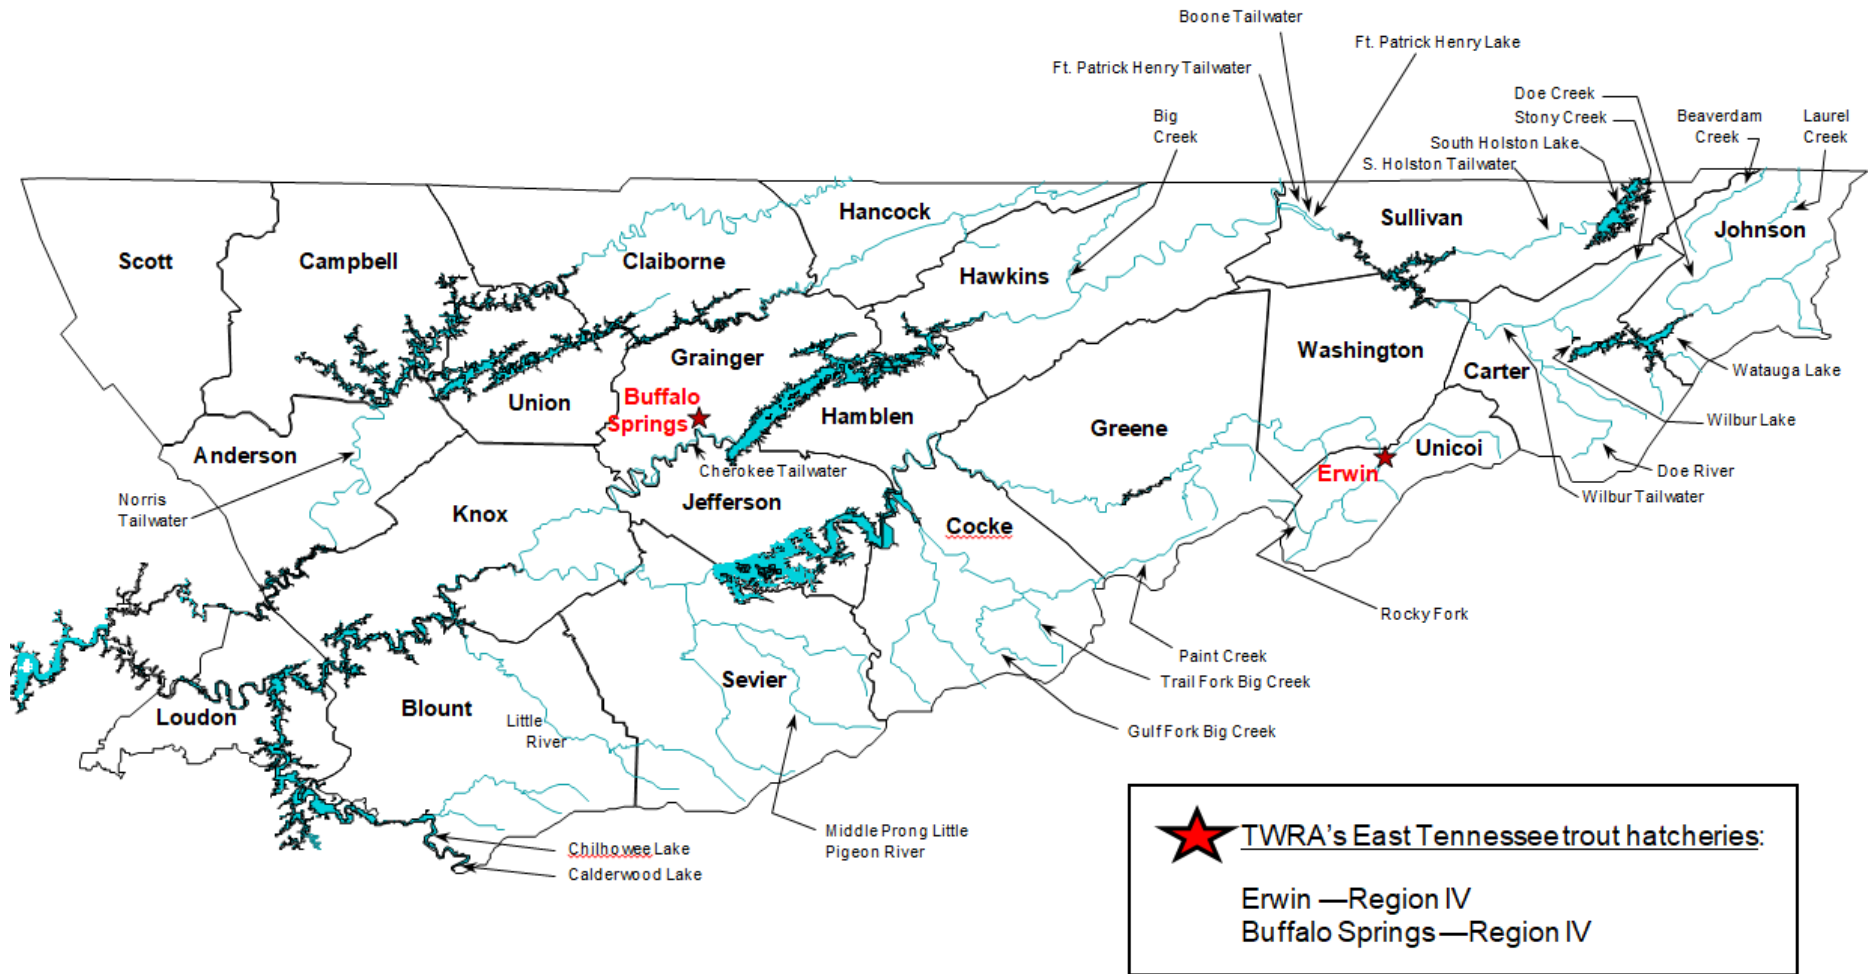 Boone Tailwater
Ft. Patrick Henry Lake
Ft. Patrick Henry Tailwater
Doe Creek
Stony Creek
Big
Creek
Beaverdam
Creek
Laurel
Creek
South Holston Lake
S. Holston Tailwater
Hancock
Sullivan
Johnson
Scott
Campbell
Claiborne
Hawkins
Grainger
Washington
Carter
Watauga Lake
Union
Buffalo
Springs
Hamblen
Wilbur Lake
Greene
Unicoi
Anderson
Cherokee Tailwater
Erwin
Doe River
Wilbur Tailwater
Norris
Tailwater
Knox
Jefferson
Cocke
Rocky Fork
Paint Creek
Trail Fork Big Creek
Sevier
Loudon
Blount
Little
River
Gulf Fork Big Creek
Middle Prong Little
Pigeon River
Chilhowee Lake
Calderwood Lake
TWRA's East Tennessee trout hatcheries:
Erwin —Region IV
Buffalo Springs—Region IV